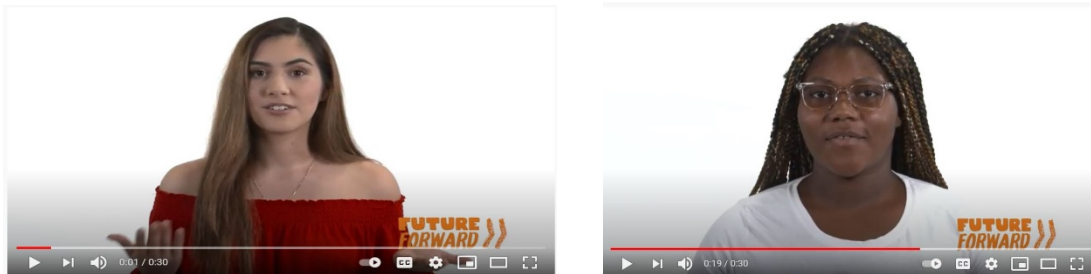 FUTURE
FORWARD
0:01 / 0:30
CC
FUTURE
FORWARD
0:19 / 0:30
CC